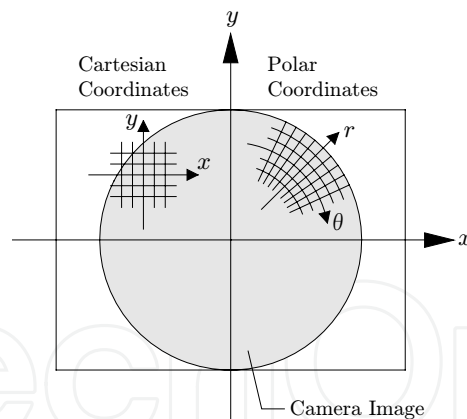 y
Cartesian
Coordinates
Polar
Coordinates
y
x
r
θ
x
Camera Image